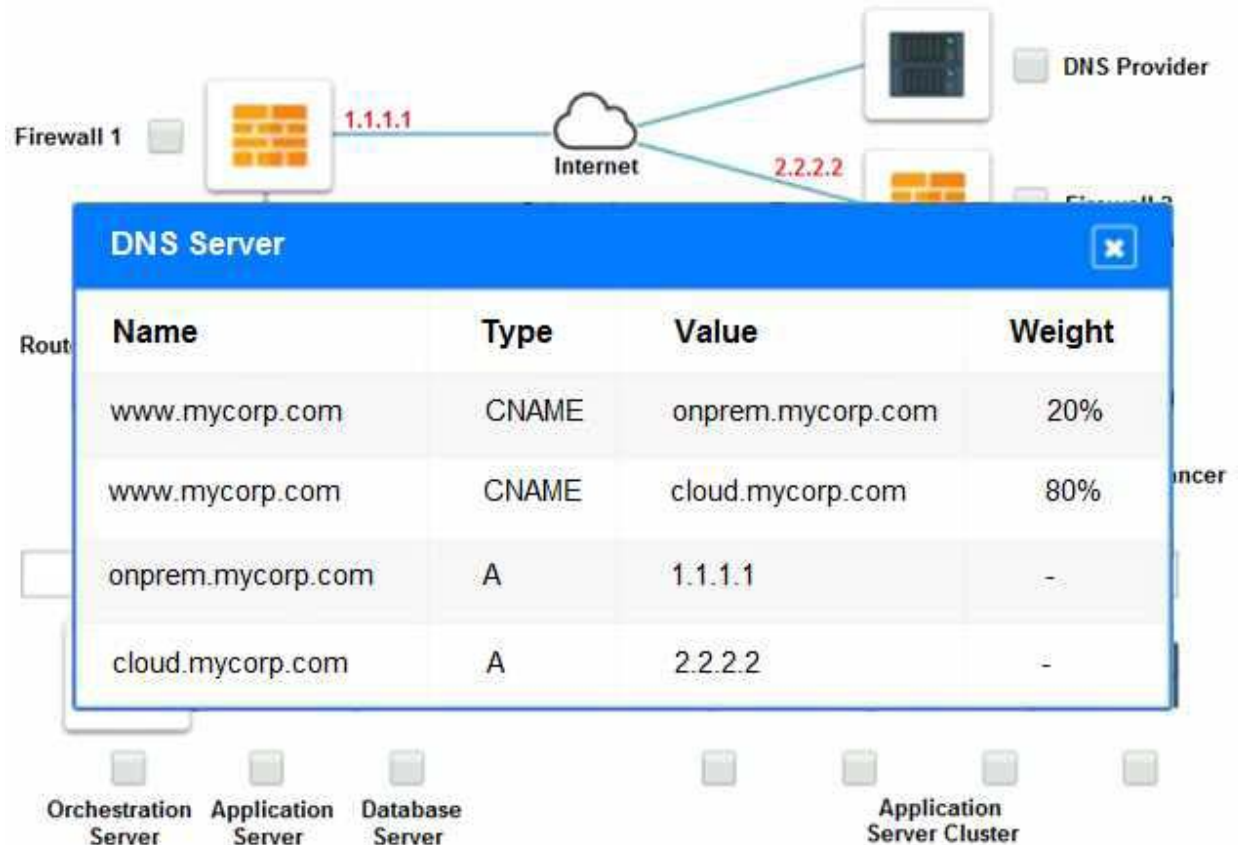 DNS Provider
Firewall 1
1.1.1.1
Internet
2.2.2.2
DNS Server
Name Type Value Weight
www.mycorp.com CNAME onprem.mycorp.com 20%
www.mycorp.com CNAME cloud.mycorp.com 80%
onprem.mycorp.com A 1.1.1.1 -
cloud.mycorp.com A 2.2.2.2 -
Orchestration Server
Application Server
Database Server
Application Server Cluster